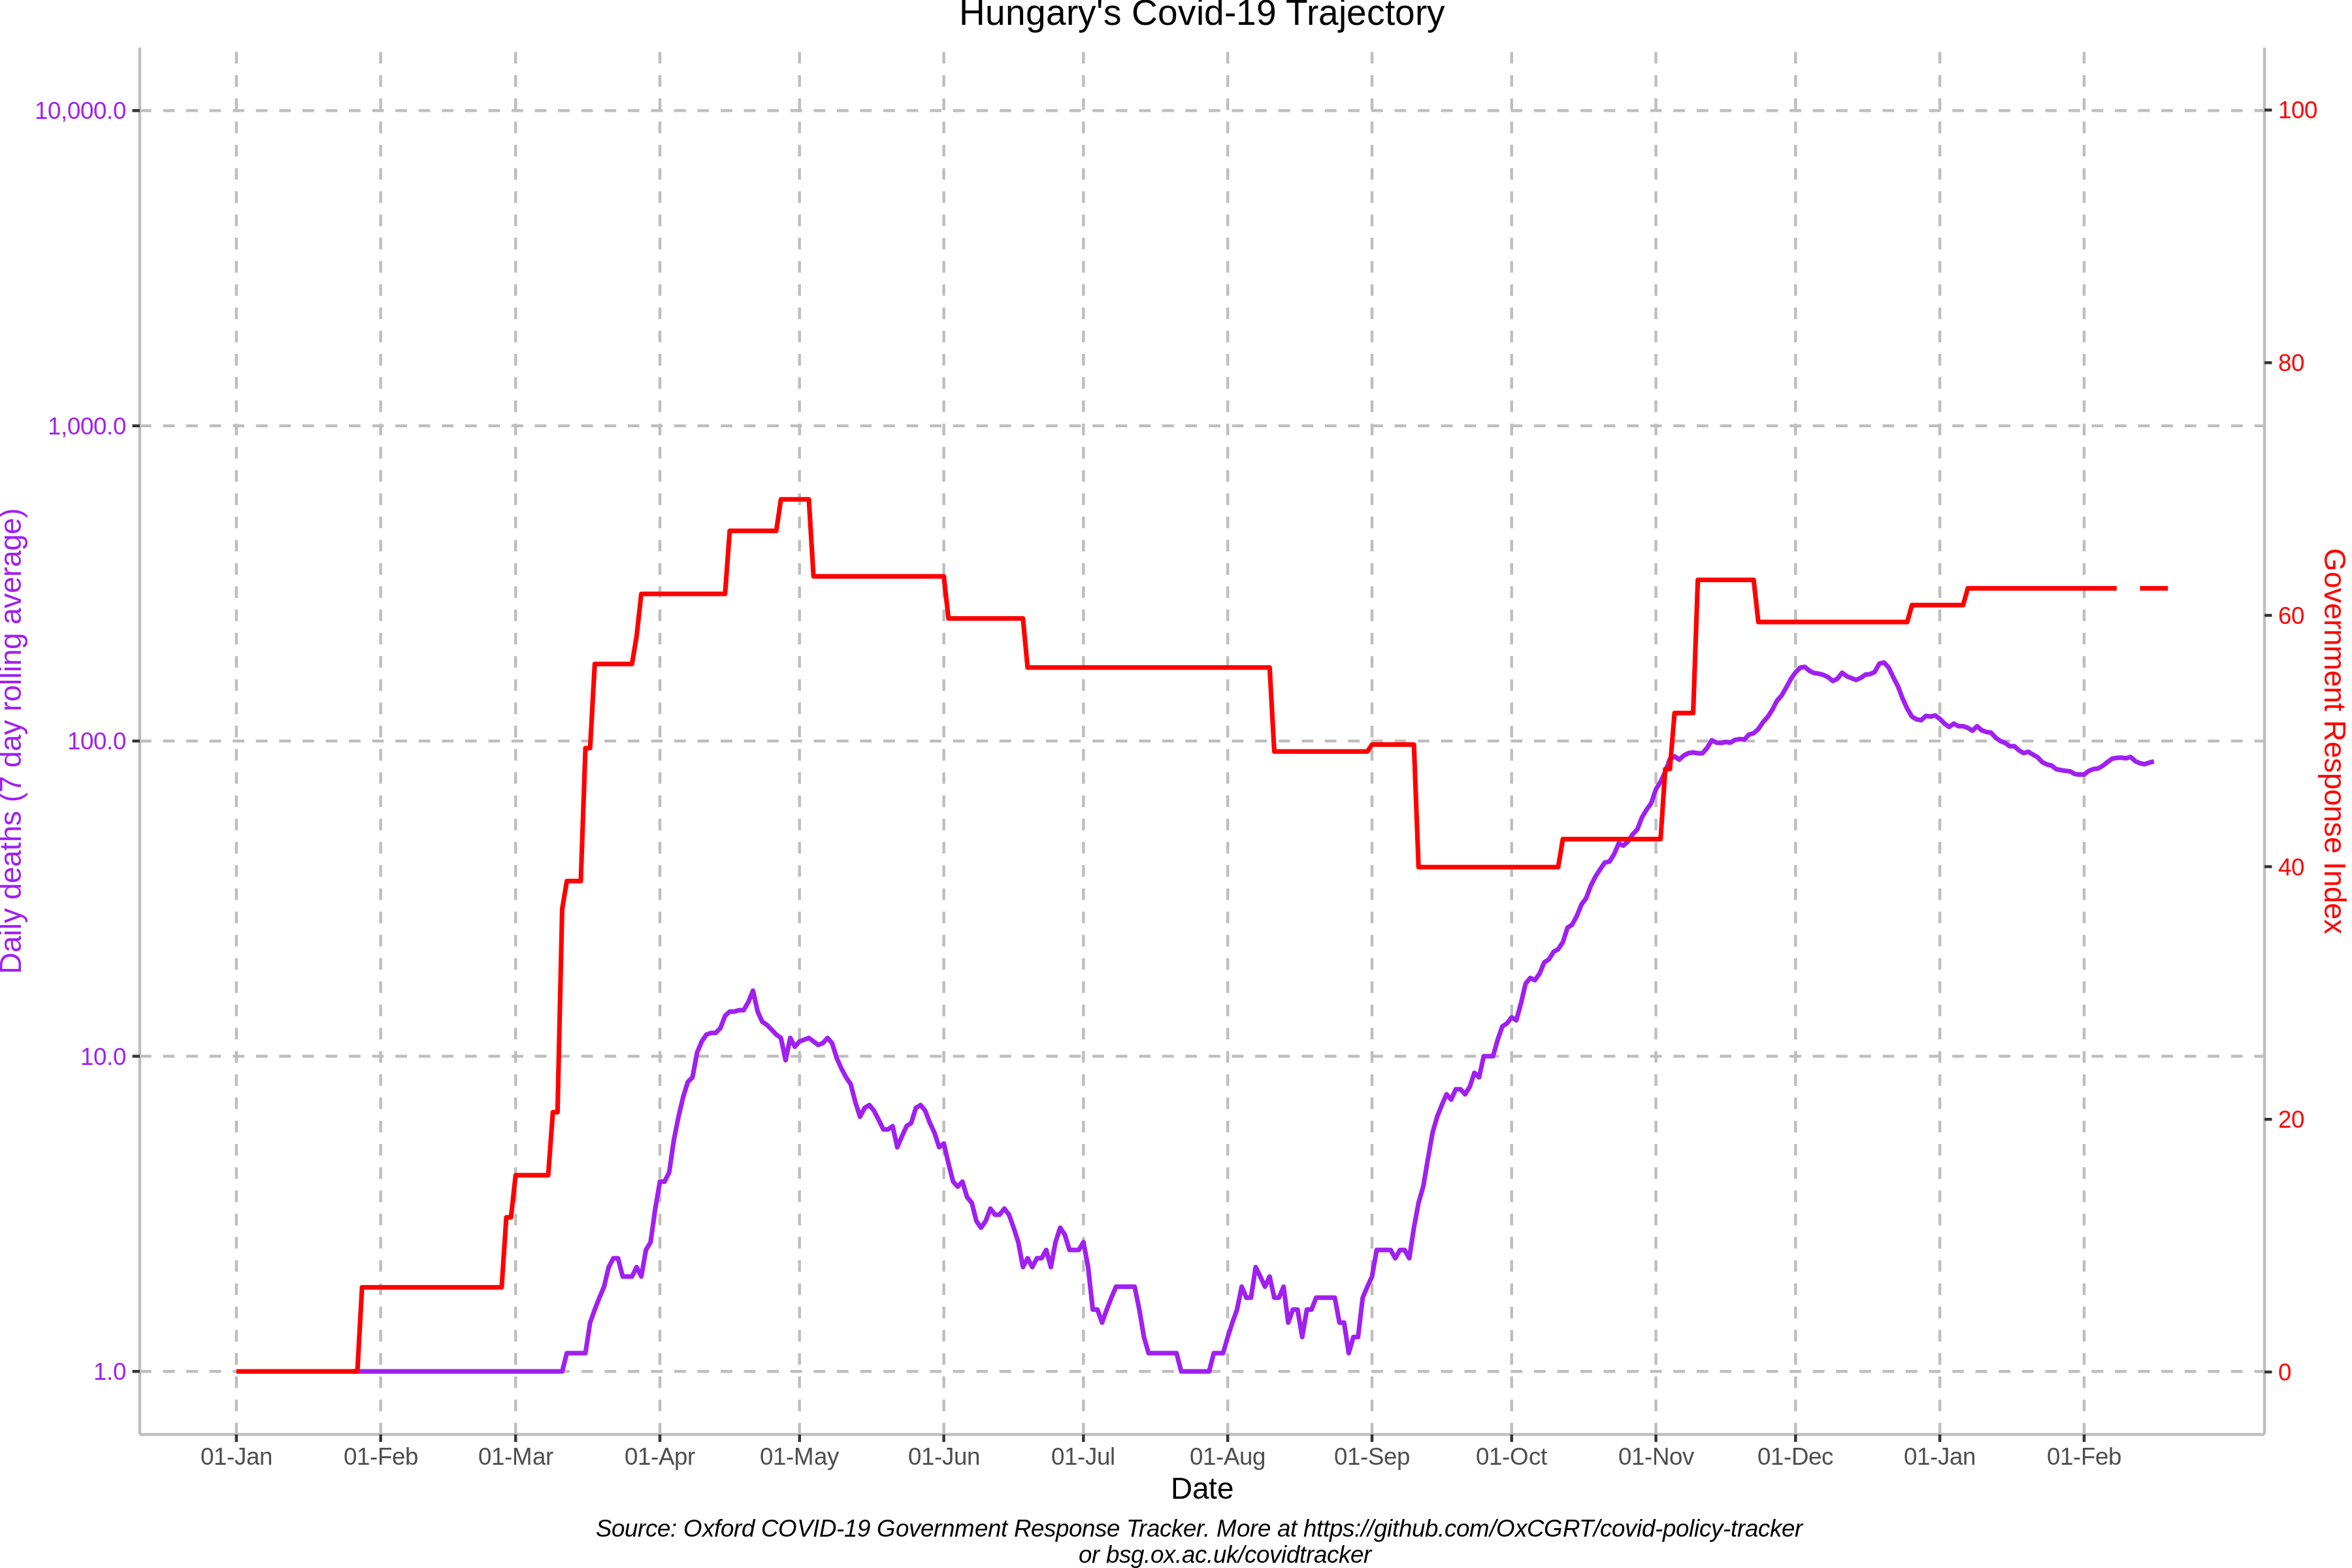 Hungary's Covid-19 Trajectory
Daily deaths (7 day rolling average)
10,000.0
1,000.0
100.0
10.0
1.0
100
80
60
40
20
0
Government Response Index
01-Jan
01-Feb
01-Mar
01-Apr
01-May
01-Jun
01-Jul
01-Aug
01-Sep
01-Oct
01-Nov
01-Dec
01-Jan
01-Feb
Date
Source: Oxford COVID-19 Government Response Tracker. More at https://github.com/OxCGRT/covid-policy-tracker
or bsg.ox.ac.uk/covidtracker